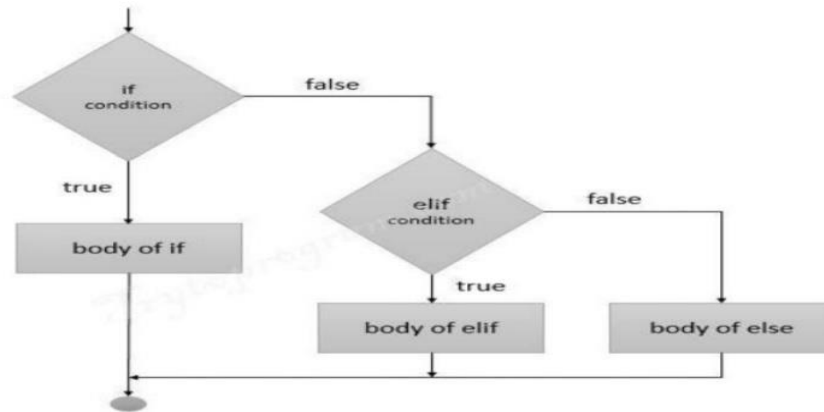 if
condition
false
true
elif
condition
false
body of if
true
body of elif
body of else